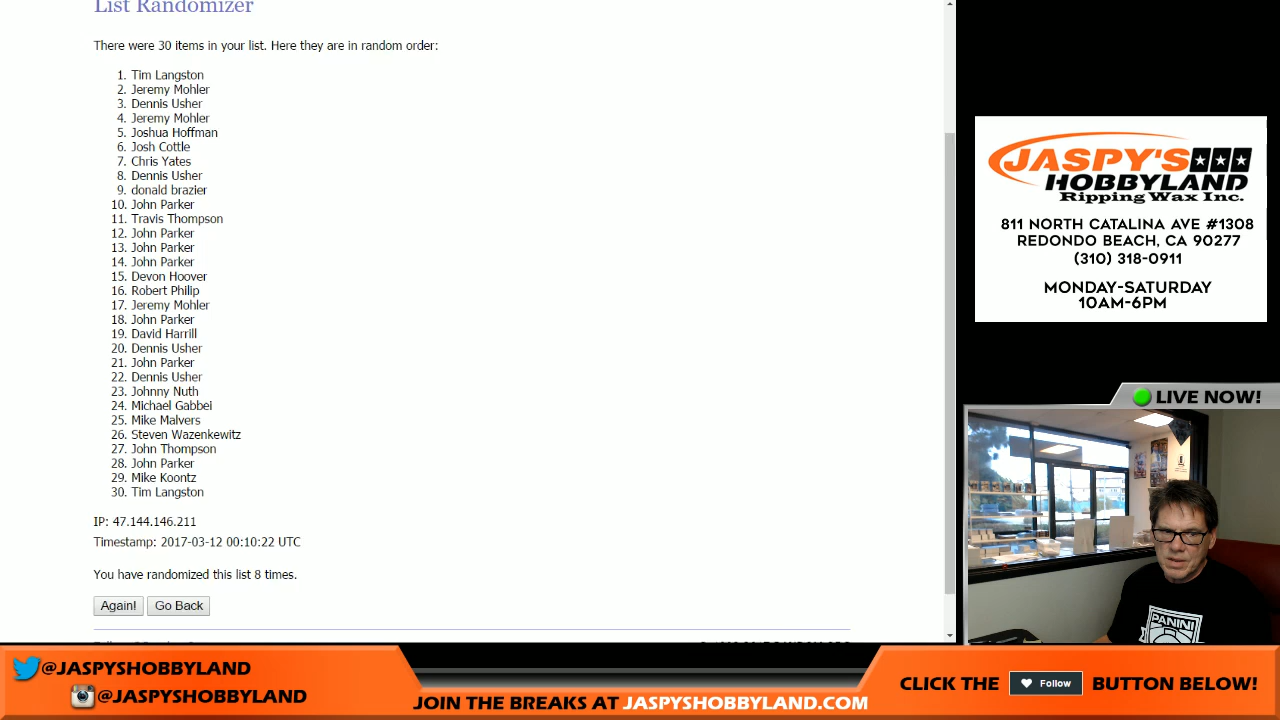 List Randomizer
There were 30 items in your list. Here they are in random order:
1. Tim Langston
2. Jeremy Mohler
3. Dennis Usher
4. Jeremy Mohler
5. Joshua Hoffman
6. Josh Cottle
7. Chris Yates
8. Dennis Usher
9. donald brazier
10. John Parker
11. Travis Thompson
12. John Parker
13. John Parker
14. John Parker
15. Devon Hoover
16. Robert Philip
17. Jeremy Mohler
18. John Parker
19. David Harrill
20. Dennis Usher
21. John Parker
22. Dennis Usher
23. Johnny Nuth
24. Michael Gabbei
25. Mike Malvers
26. Steven Wazenkewitz
27. John Thompson
28. John Parker
29. Mike Koontz
30. Tim Langston
IP: 47.144.146.211
Timestamp: 2017-03-12 00:10:22 UTC
You have randomized this list 8 times.
Again! Go Back
JASPY'S
HOBBYLAND
Ripping Wax Inc.
811 NORTH CATALINA AVE #1308
REDONDO BEACH, CA 90277
(310) 318-0911
MONDAY-SATURDAY
10AM-6PM
LIVE NOW!
PANINI
@JASPYSHOBBYLAND
@JASPYSHOBBYLAND
JOIN THE BREAKS AT JASPYSHOBBYLAND.COM
CLICK THE Follow BUTTON BELOW!